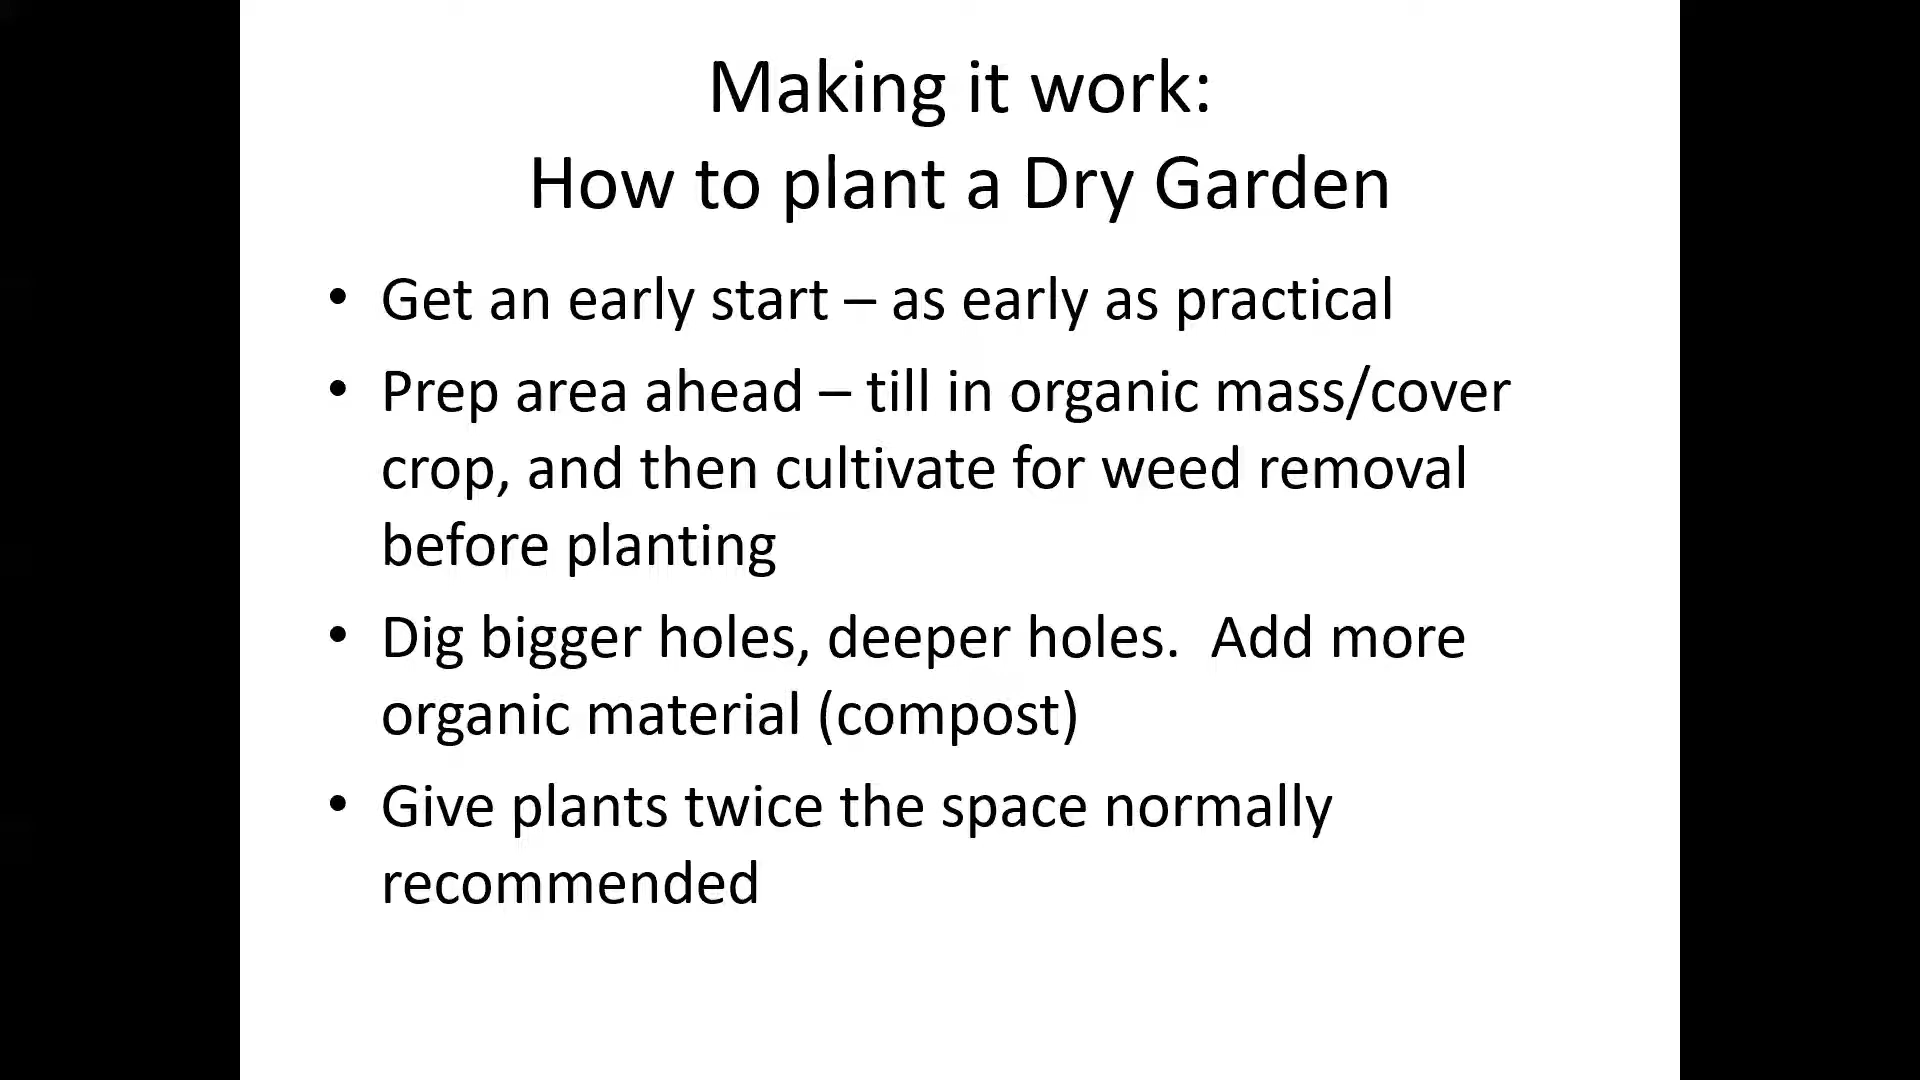 Making it work:
How to plant a Dry Garden
• Get an early start – as early as practical
• Prep area ahead – till in organic mass/cover
crop, and then cultivate for weed removal
before planting
• Dig bigger holes, deeper holes.  Add more
organic material (compost)
• Give plants twice the space normally
recommended